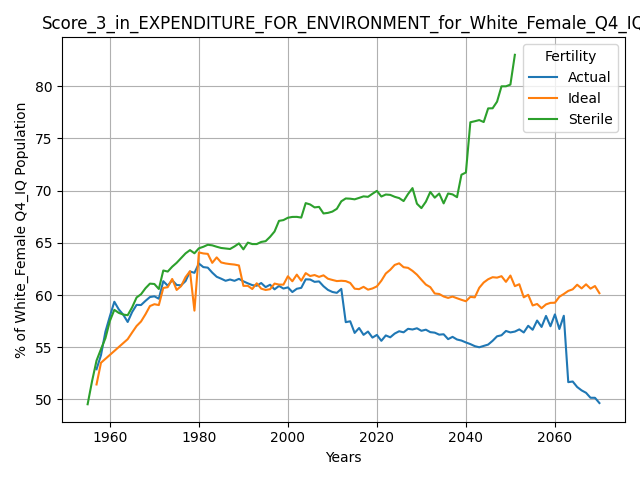 Score_3_in_EXPENDITURE_FOR_ENVIRONMENT_for_White_Female_Q4_IQ
Fertility
Actual
Ideal
Sterile
% of White_Female Q4_IQ Population
80
75
70
65
60
55
50
1960 1980 2000 2020 2040 2060
Years